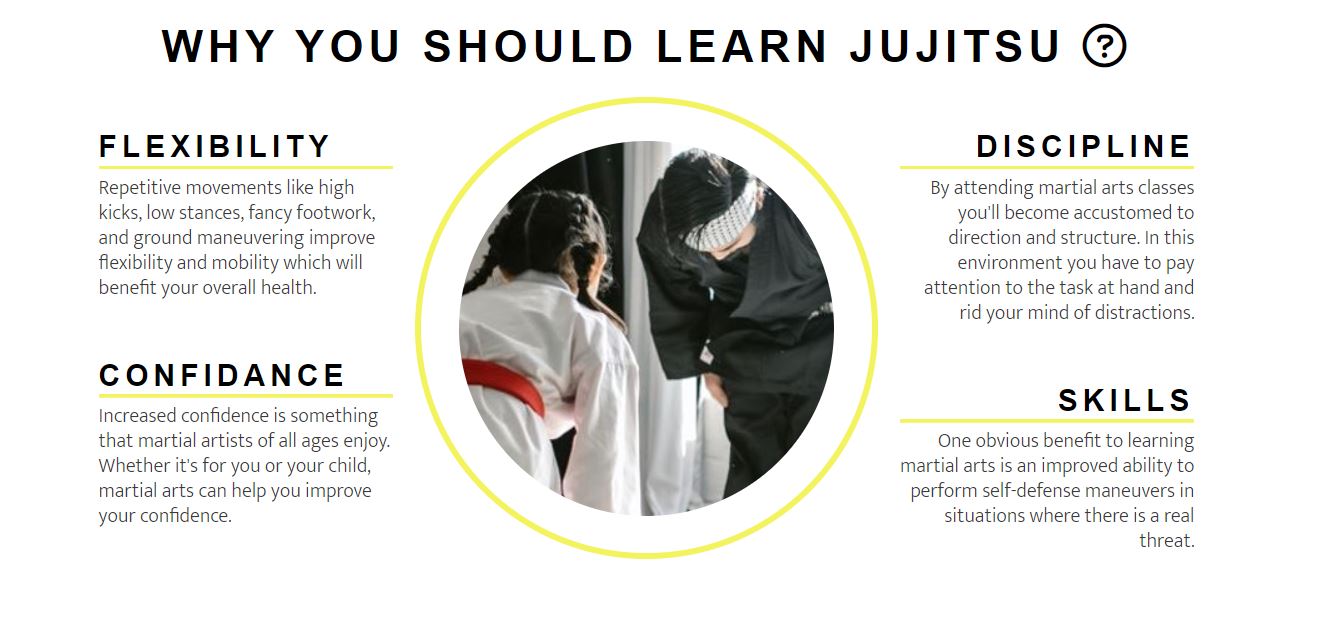 WHY YOU SHOULD LEARN JUJITSU ?
FLEXIBILITY
Repetitive movements like high
kicks, low stances, fancy footwork,
and ground maneuvering improve
flexibility and mobility which will
benefit your overall health.
CONFIDANCE
Increased confidence is something
that martial artists of all ages enjoy.
Whether it's for you or your child,
martial arts can help you improve
your confidence.
DISCIPLINE
By attending martial arts classes
you'll become accustomed to
direction and structure. In this
environment you have to pay
attention to the task at hand and
rid your mind of distractions.
SKILLS
One obvious benefit to learning
martial arts is an improved ability to
perform self-defense maneuvers in
situations where there is a real
threat.